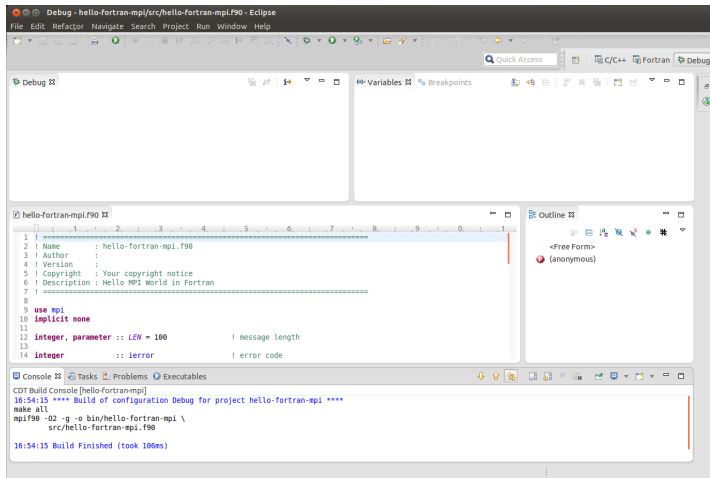 Debug - hello-fortran-mpi/src/hello-fortran-mpi.f90 - Eclipse
File Edit Refactor Navigate Search Project Run Window Help
Quick Access C/C++ Fortran Debug
Debug
(x)= Variables Breakpoints
hello-fortran-mpi.f90
Outline
1 ! ==============================================================================
2 ! Name : hello-fortran-mpi.f90
3 ! Author :
4 ! Version :
5 ! Copyright : Your copyright notice
6 ! Description : Hello MPI World in Fortran
7 ! ==============================================================================
8
9 use mpi
10 implicit none
11
12 integer, parameter :: LEN = 100 ! message length
13
14 integer :: ierror ! error code
<Free Form>
(anonymous)
Console Tasks Problems Executables
CDT Build Console [hello-fortran-mpi]
16:54:15 **** Build of configuration Debug for project hello-fortran-mpi ****
make all
mpif90 -O2 -g -o bin/hello-fortran-mpi \
src/hello-fortran-mpi.f90
16:54:15 Build Finished (took 106ms)